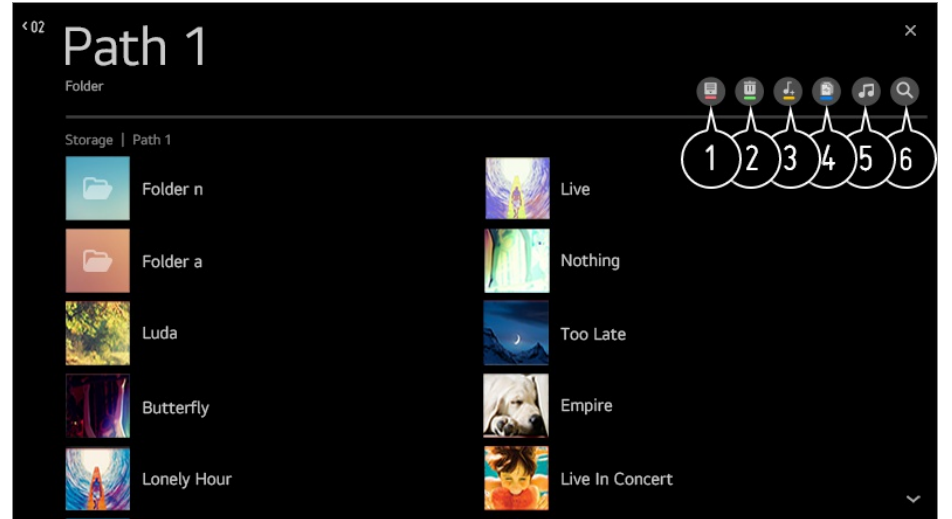 <02
Path 1
×
Folder
Storage | Path 1
1 2 3 4 5 6
Folder n
Live
Folder a
Nothing
Luda
Too Late
Butterfly
Empire
Lonely Hour
Live In Concert